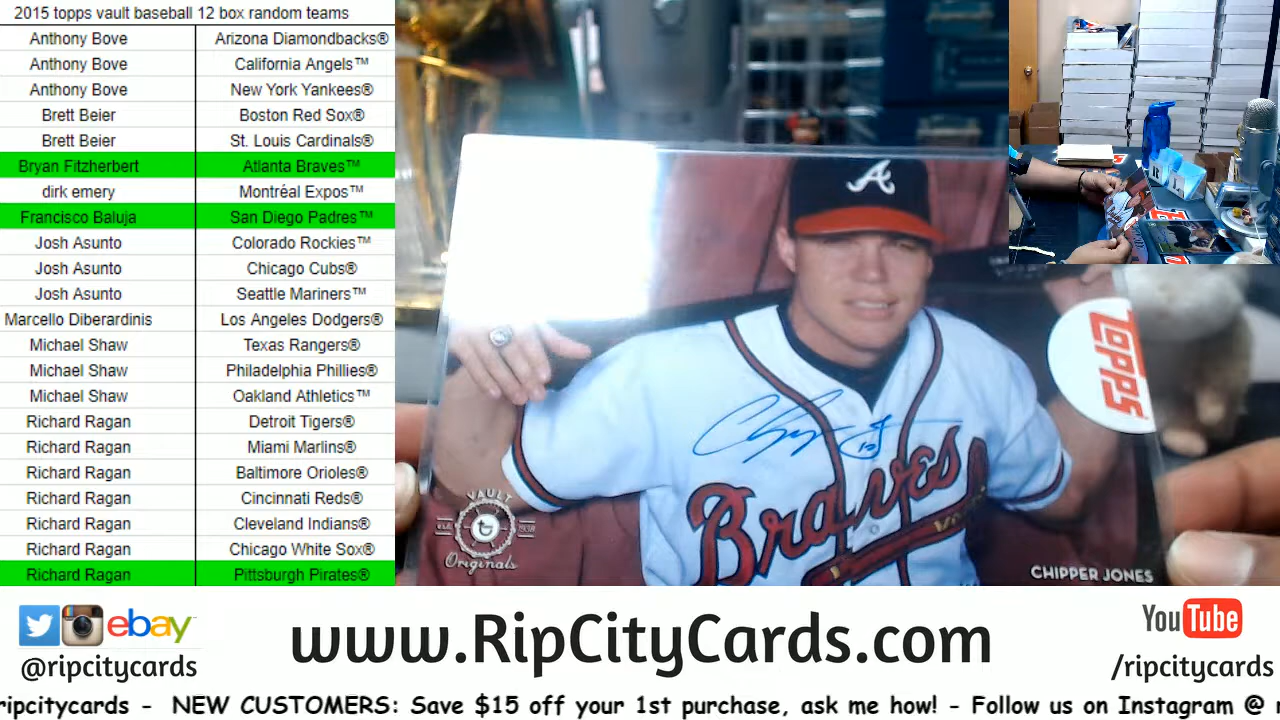 2015 topps vault baseball 12 box random teams
Anthony Bove Arizona Diamondbacks®
Anthony Bove California Angels™
Anthony Bove New York Yankees®
Brett Beier Boston Red Sox®
Brett Beier St. Louis Cardinals®
Bryan Fitzherbert Atlanta Braves™
dirk emery Montréal Expos™
Francisco Baluja San Diego Padres™
Josh Asunto Colorado Rockies™
Josh Asunto Chicago Cubs®
Josh Asunto Seattle Mariners™
Marcello Diberardinis Los Angeles Dodgers®
Michael Shaw Texas Rangers®
Michael Shaw Philadelphia Phillies®
Michael Shaw Oakland Athletics™
Richard Ragan Detroit Tigers®
Richard Ragan Miami Marlins®
Richard Ragan Baltimore Orioles®
Richard Ragan Cincinnati Reds®
Richard Ragan Cleveland Indians®
Richard Ragan Chicago White Sox®
Richard Ragan Pittsburgh Pirates®
A
Topps
Braves
VAULT
Originals
CHIPPER JONES
ebay
@ripcitycards
www.RipCityCards.com
YouTube
/ripcitycards
ripcitycards - NEW CUSTOMERS: Save $15 off your 1st purchase, ask me how! - Follow us on Instagram @